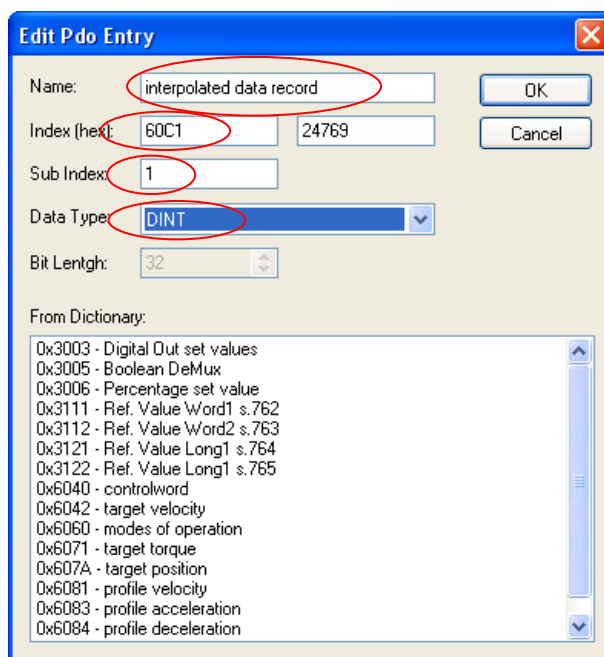 Edit Pdo Entry
Name: interpolated data record OK
Index (hex): 60C1 24769 Cancel
Sub Index: 1
Data Type: DINT
Bit Lentgh: 32
From Dictionary:
0x3003 - Digital Out set values
0x3005 - Boolean DeMux
0x3006 - Percentage set value
0x3111 - Ref. Value Word1 s.762
0x3112 - Ref. Value Word2 s.763
0x3121 - Ref. Value Long1 s.764
0x3122 - Ref. Value Long1 s.765
0x6040 - controlword
0x6042 - target velocity
0x6060 - modes of operation
0x6071 - target torque
0x607A - target position
0x6081 - profile velocity
0x6083 - profile acceleration
0x6084 - profile deceleration